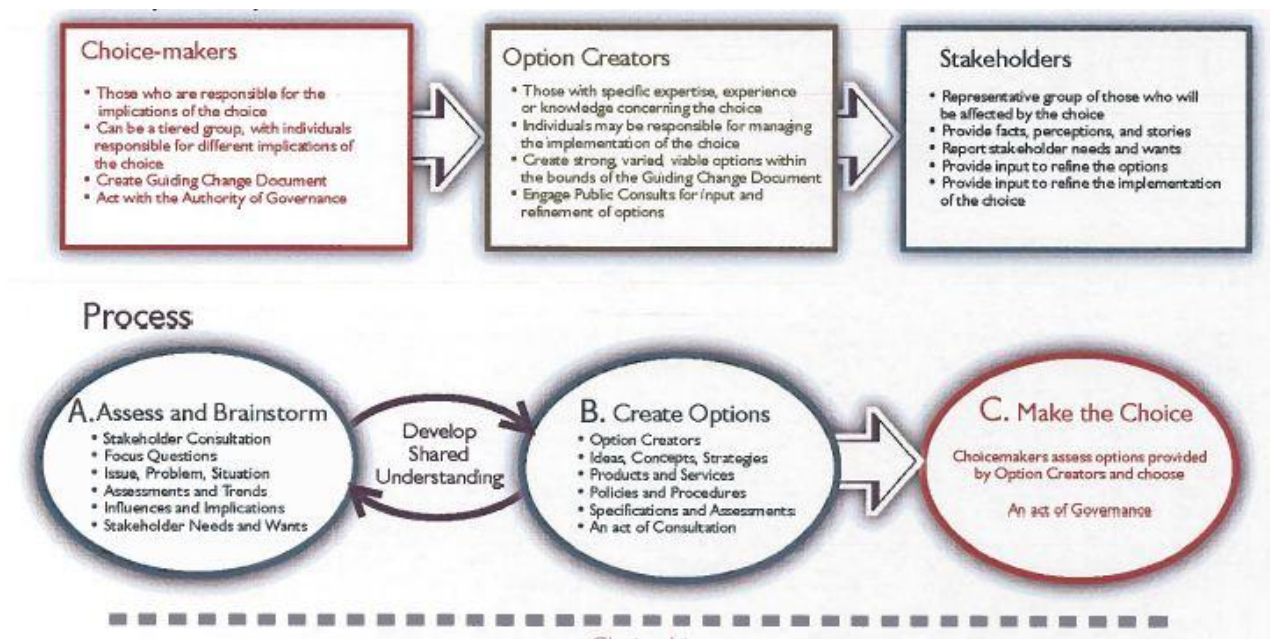 Choice-makers
• Those who are responsible for the
implications of the choice
• Can be a tiered group, with individuals
responsible for different implications of
the choice
• Create Guiding Change Document
• Act with the Authority of Governance
Option Creators
• Those with specific expertise, experience
or knowledge concerning the choice
• Individuals may be responsible for managing
the implementation of the choice
• Create strong, varied, viable options within
the bounds of the Guiding Change Document
• Engage Public Consults for input and
refinement of options
Stakeholders
• Representative group of those who will
be affected by the choice
• Provide facts, perceptions, and stories
• Report stakeholder needs and wants
• Provide input to refine the options
• Provide input to refine the implementation
of the choice
Process
A. Assess and Brainstorm
• Stakeholder Consultation
• Focus Questions
• Issue, Problem, Situation
• Assessments and Trends
• Influences and Implications
• Stakeholder Needs and Wants
Develop
Shared
Understanding
B. Create Options
• Option Creators
• Ideas, Concepts, Strategies
• Products and Services
• Policies and Procedures
• Specifications and Assessments
• An act of Consultation
C. Make the Choice
Choicemakers assess options provided
by Option Creators and choose
An act of Governance